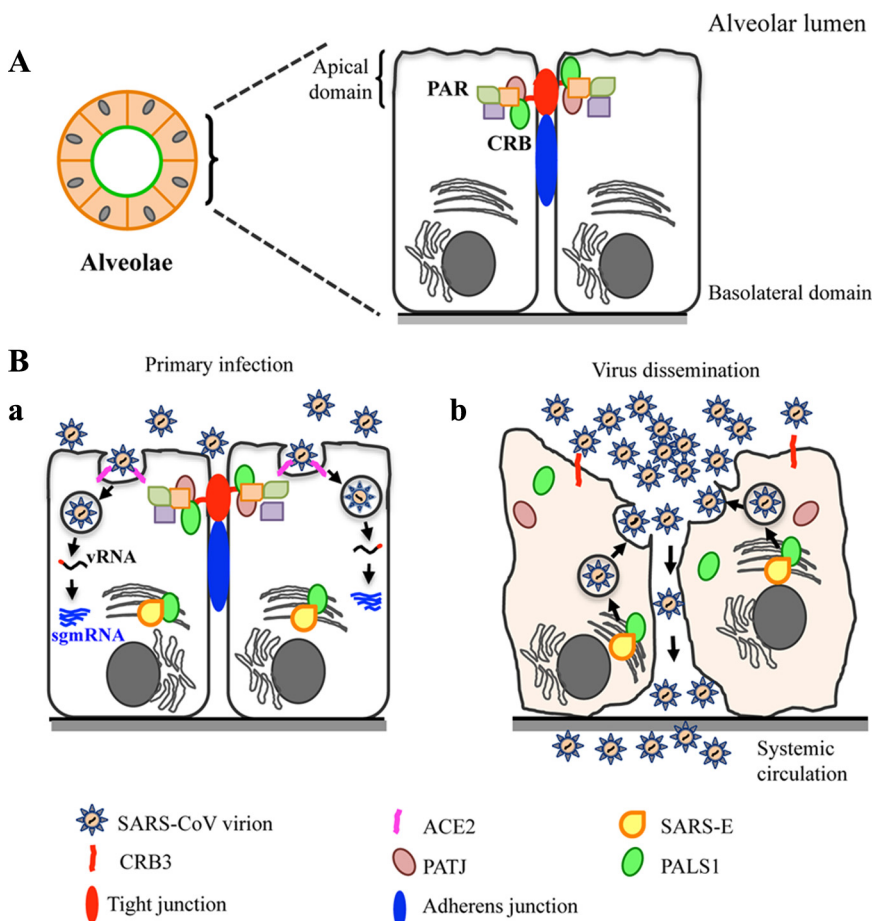 Alveolar lumen
A
Apical
domain
PAR
CRB
Alveolae
Basolateral domain
B
Primary infection
Virus dissemination
a
b
vRNA
sgmRNA
Systemic
circulation
SARS-CoV virion
ACE2
SARS-E
CRB3
PATJ
PALS1
Tight junction
Adherens junction